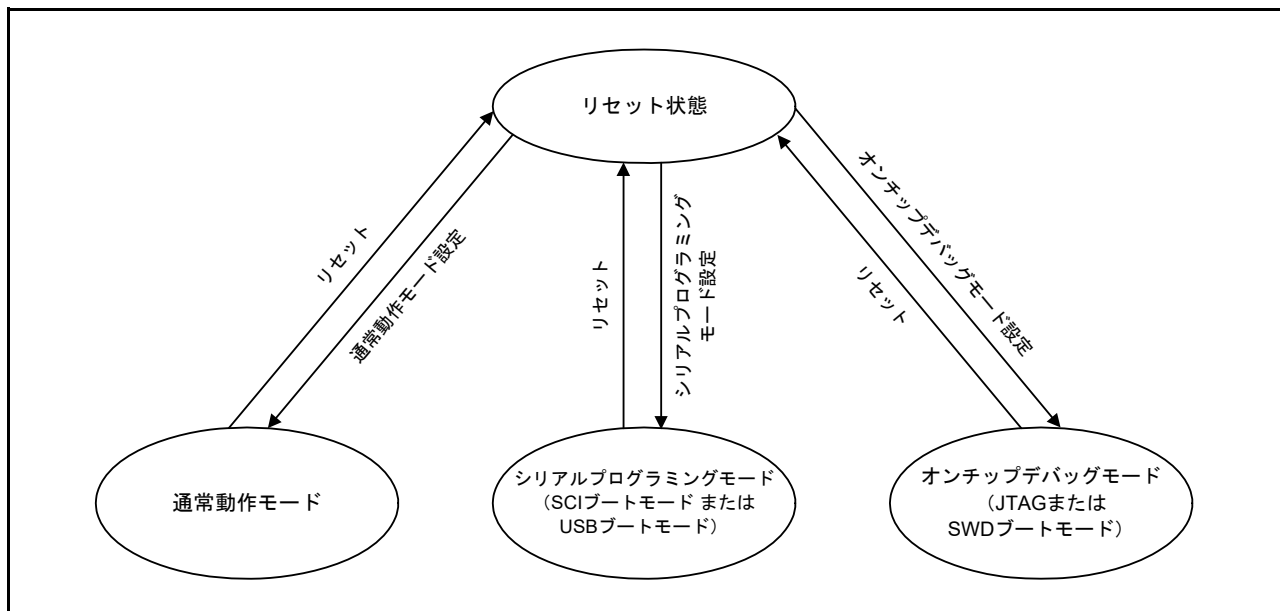 リセット状態
リセット
通常動作モード設定
リセット
シリアルプログラミング
モード設定
オンチップデバッグモード設定
リセット
通常動作モード
シリアルプログラミングモード
（SCIブートモード または
USBブートモード）
オンチップデバッグモード
（JTAGまたは
SWDブートモード）